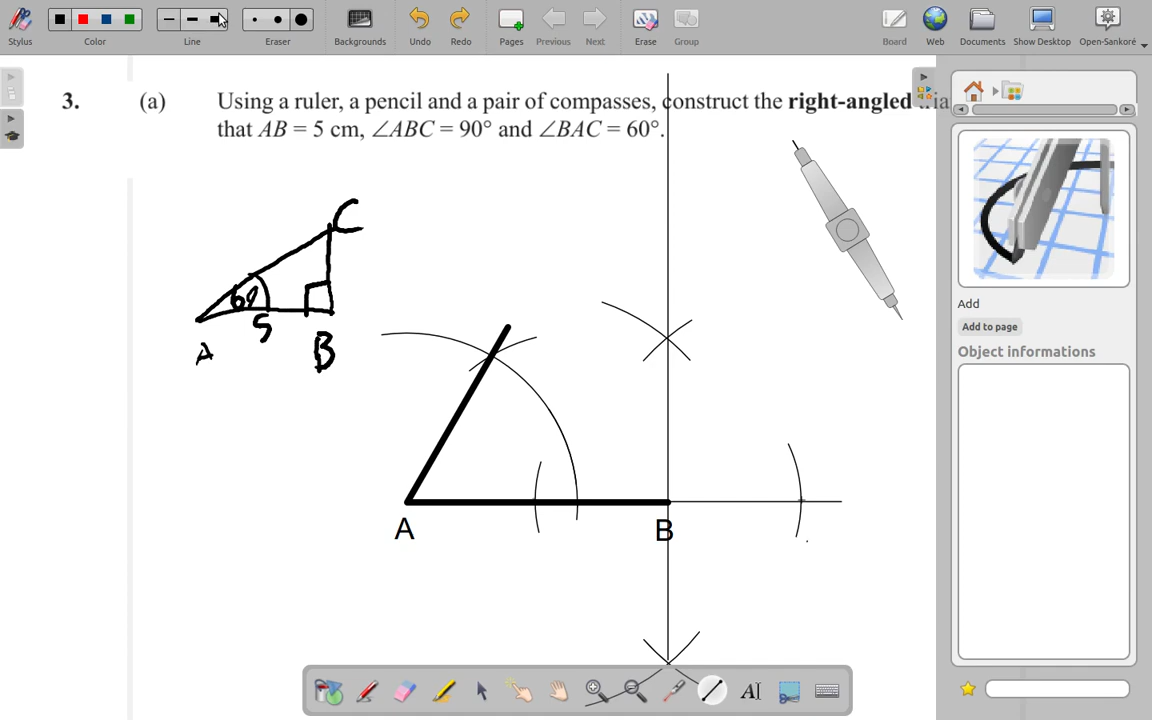 Stylus
Color
Line
Eraser
Backgrounds
Undo
Redo
Pages
Previous
Next
Erase
Group
Board
Web
Documents
Show Desktop
Open-Sankoré
3. (a) Using a ruler, a pencil and a pair of compasses, construct the right-angled
that AB = 5 cm, ∠ABC = 90° and ∠BAC = 60°.
C
60
5
A
B
A
B
Add
Add to page
Object informations
AI